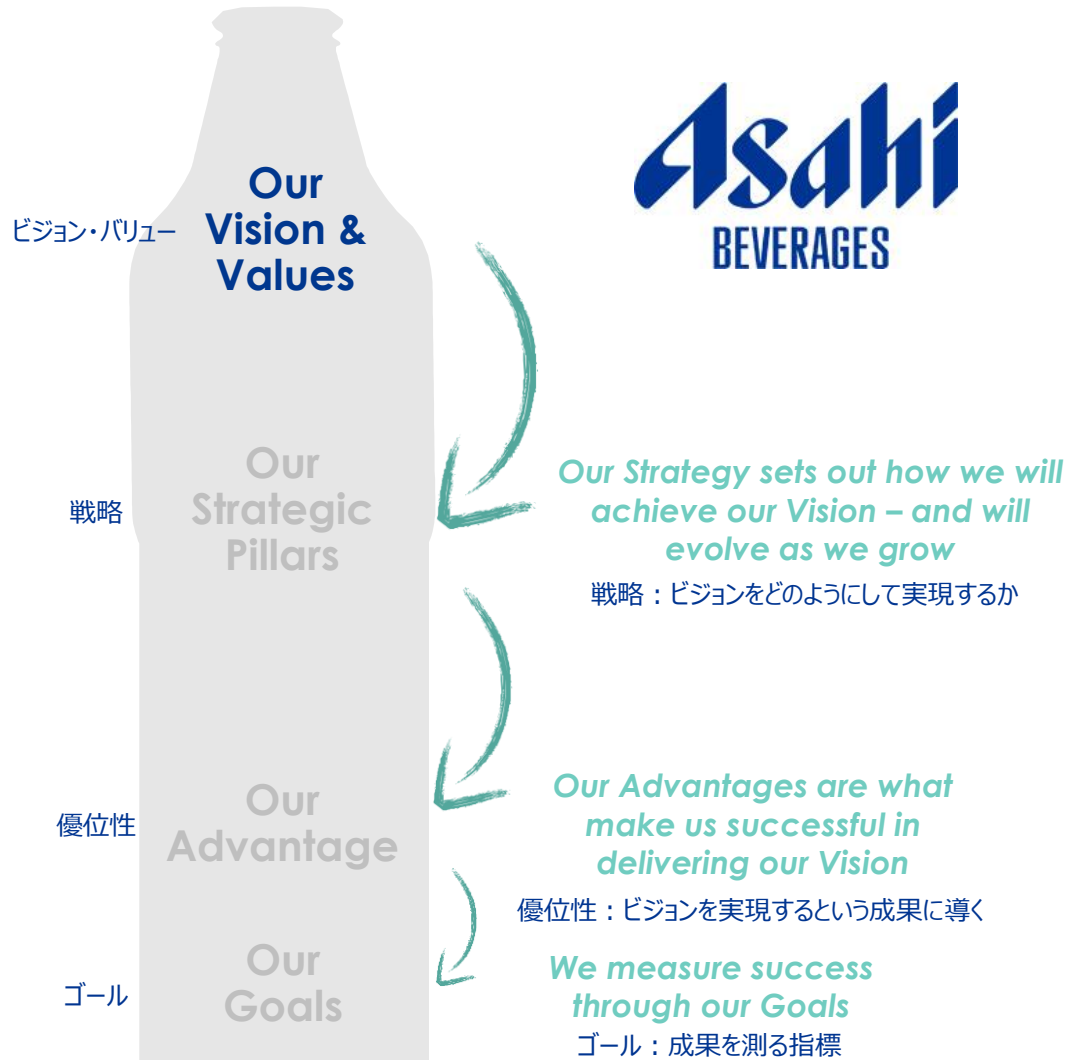 Asahi
BEVERAGES
Our
Vision &
Values
ビジョン・バリュー
Our
Strategic
Pillars
戦略
Our Strategy sets out how we will
achieve our Vision – and will
evolve as we grow
戦略：ビジョンをどのようにして実現するか
Our
Advantage
優位性
Our Advantages are what
make us successful in
delivering our Vision
優位性：ビジョンを実現するという成果に導く
Our
Goals
ゴール
We measure success
through our Goals
ゴール：成果を測る指標